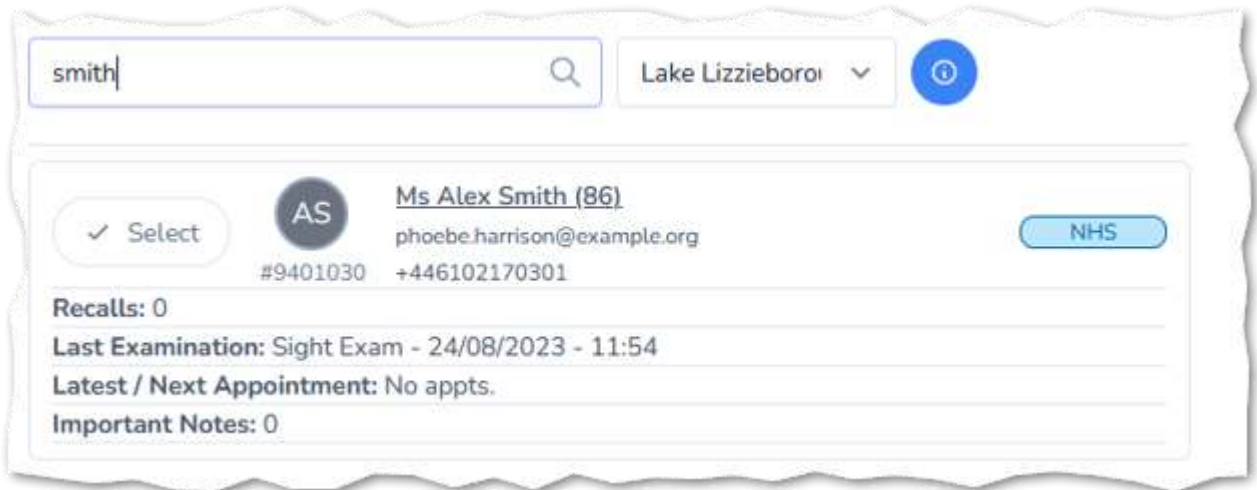 smith
Lake Lizzieboro
Select
AS
Ms Alex Smith (86)
phoebe.harrison@example.org
NHS
#9401030
+446102170301
Recalls: 0
Last Examination: Sight Exam - 24/08/2023 - 11:54
Latest / Next Appointment: No appts.
Important Notes: 0